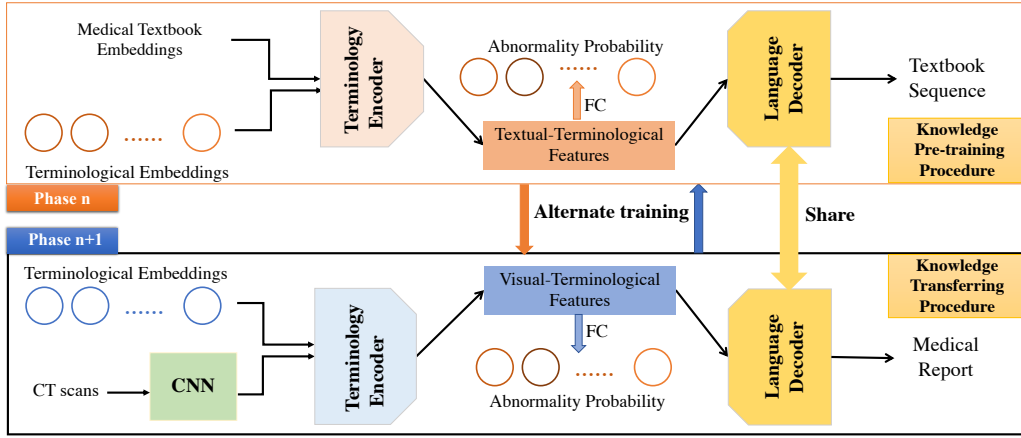 Medical Textbook
Embeddings
Terminological Embeddings
Terminology
Encoder
Abnormality Probability
FC
Textual-Terminological
Features
Language
Decoder
Textbook
Sequence
Knowledge
Pre-training
Procedure
Phase n
Alternate training
Share
Phase n+1
Terminological Embeddings
CT scans
CNN
Terminology
Encoder
Visual-Terminological
Features
FC
Abnormality Probability
Language
Decoder
Knowledge
Transferring
Procedure
Medical
Report